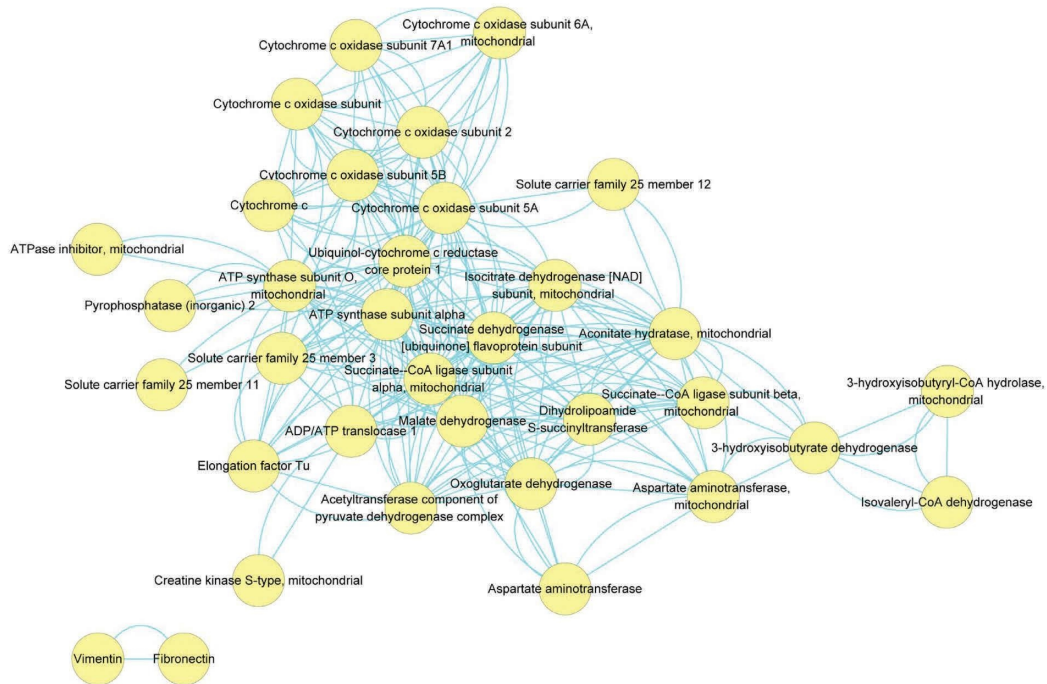 Cytochrome c oxidase subunit 6A,
mitochondrial
Cytochrome c oxidase subunit 7A1
Cytochrome c oxidase subunit
Cytochrome c oxidase subunit 2
Cytochrome c oxidase subunit 5B
Solute carrier family 25 member 12
Cytochrome c
Cytochrome c oxidase subunit 5A
ATPase inhibitor, mitochondrial
Ubiquinol-cytochrome c reductase
core protein 1
ATP synthase subunit O,
mitochondrial
Isocitrate dehydrogenase [NAD]
subunit, mitochondrial
Pyrophosphatase (inorganic) 2
ATP synthase subunit alpha
Succinate dehydrogenase
[ubiquinone] flavoprotein subunit
Aconitate hydratase, mitochondrial
Solute carrier family 25 member 3
Solute carrier family 25 member 11
Succinate--CoA ligase subunit
alpha, mitochondrial
Succinate--CoA ligase subunit beta,
mitochondrial
3-hydroxyisobutyryl-CoA hydrolase,
mitochondrial
Dihydrolipoamide
S-succinyltransferase
Malate dehydrogenase
ADP/ATP translocase 1
3-hydroxyisobutyrate dehydrogenase
Elongation factor Tu
Oxoglutarate dehydrogenase
Aspartate aminotransferase,
mitochondrial
Acetyltransferase component of
pyruvate dehydrogenase complex
Isovaleryl-CoA dehydrogenase
Creatine kinase S-type, mitochondrial
Aspartate aminotransferase
Vimentin
Fibronectin